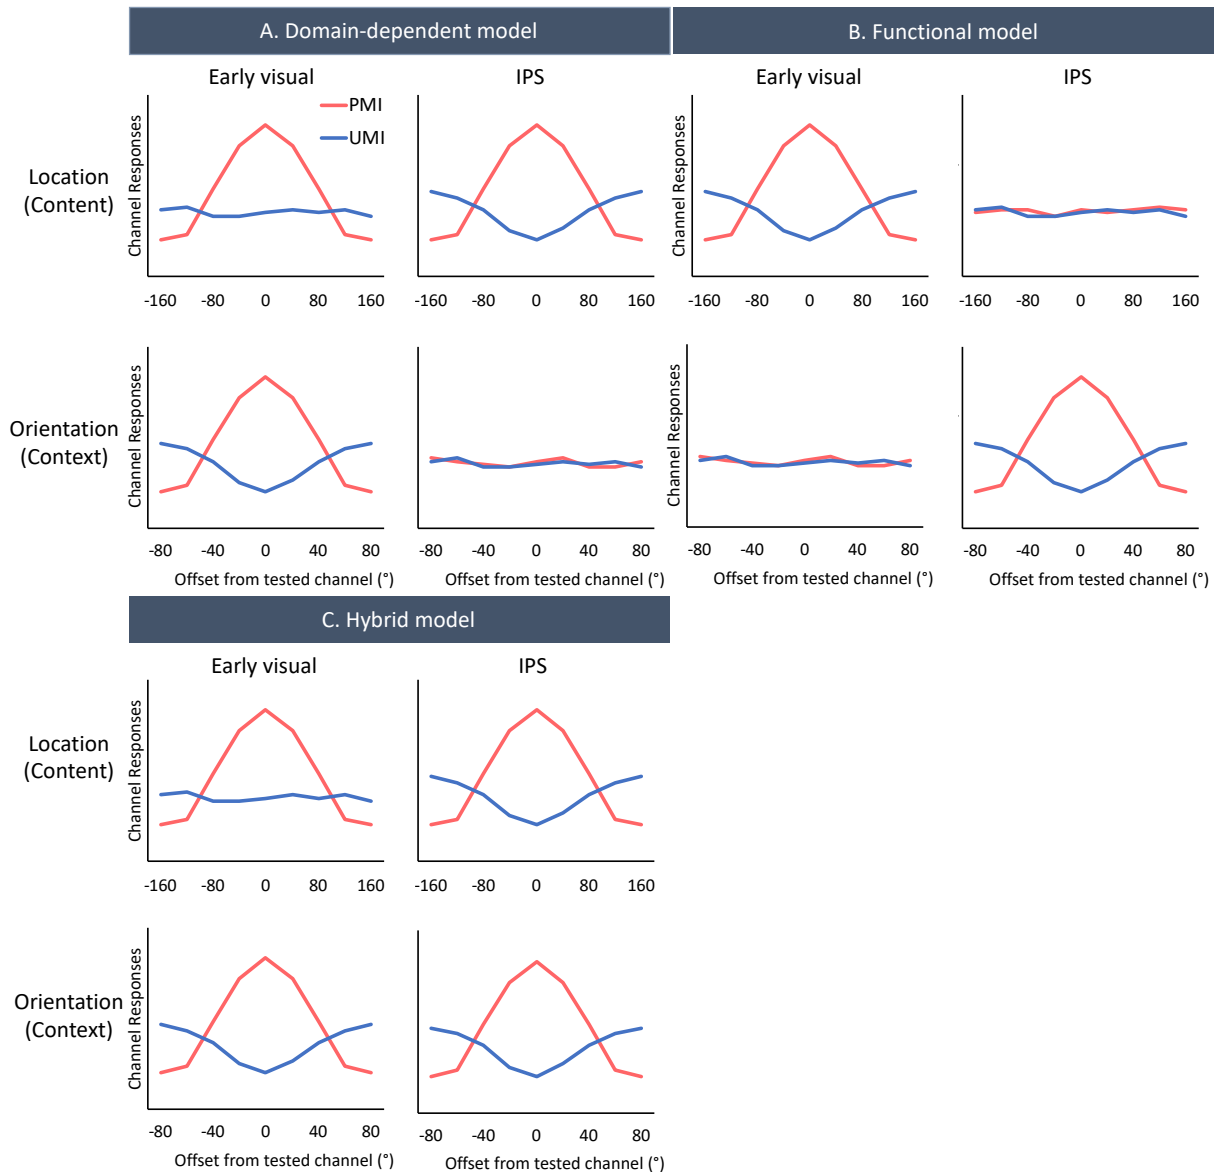 A. Domain-dependent model
B. Functional model
Early visual
IPS
Early visual
IPS
PMI
UMI
Location
(Content)
Channel Responses
Channel Responses
-160 -80 0 80 160
-160 -80 0 80 160
-160 -80 0 80 160
-160 -80 0 80 160
Orientation
(Context)
Channel Responses
Channel Responses
-80 -40 0 40 80
-80 -40 0 40 80
-80 -40 0 40 80
-80 -40 0 40 80
Offset from tested channel (°)
Offset from tested channel (°)
Offset from tested channel (°)
Offset from tested channel (°)
C. Hybrid model
Early visual
IPS
Location
(Content)
Channel Responses
-160 -80 0 80 160
-160 -80 0 80 160
Orientation
(Context)
Channel Responses
-80 -40 0 40 80
-80 -40 0 40 80
Offset from tested channel (°)
Offset from tested channel (°)